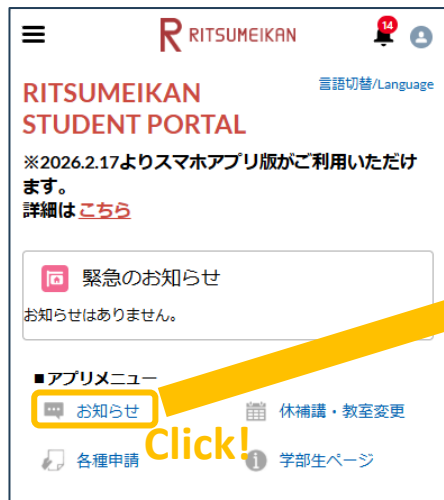 RITSUMEIKAN
14
言語切替/Language
RITSUMEIKAN
STUDENT PORTAL
※2026.2.17よりスマホアプリ版がご利用いただけ
ます。
詳細は こちら
緊急のお知らせ
お知らせはありません。
■アプリメニュー
お知らせ
休補講・教室変更
Click!
各種申請
学部生ページ